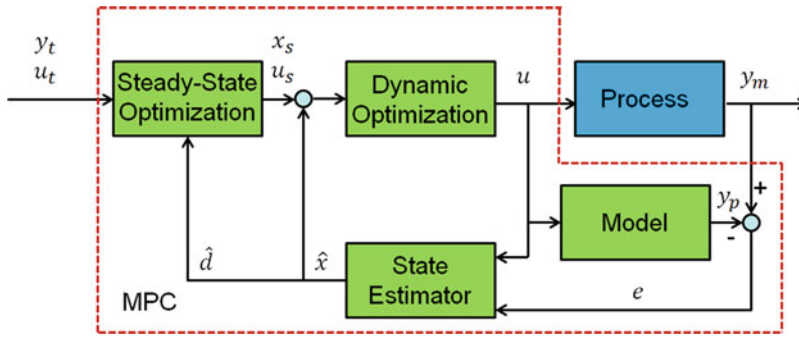 y_t
u_t
Steady-State
Optimization
x_s
u_s
Dynamic
Optimization
u
Process
y_m
+
y_p
-
Model
d̂
x̂
State
Estimator
e
MPC